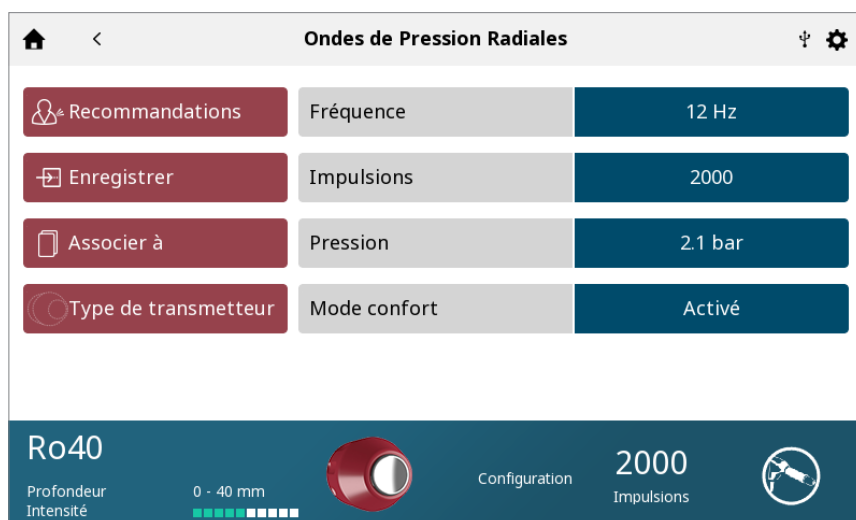 Ondes de Pression Radiales
Recommandations
Fréquence
12 Hz
Enregistrer
Impulsions
2000
Associer à
Pression
2.1 bar
Type de transmetteur
Mode confort
Activé
Ro40
Profondeur
0 - 40 mm
Intensité
Configuration
2000
Impulsions